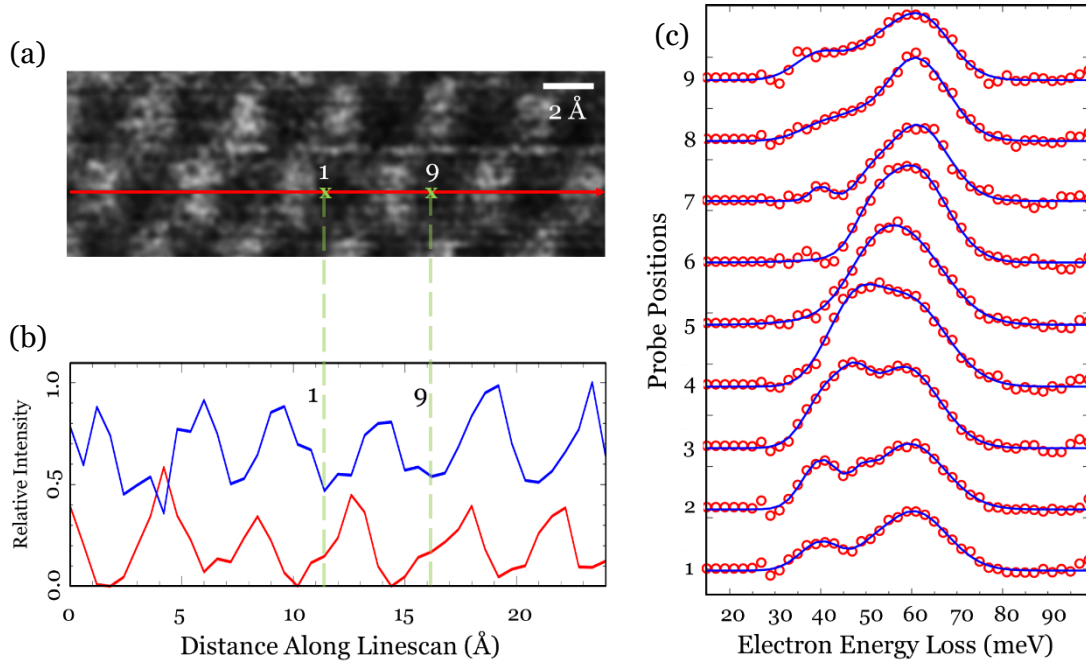 (a)
2 Å
1
9
(b)
Relative Intensity
1.0
0.5
0.0
1
9
0
5
10
15
20
Distance Along Linescan (Å)
(c)
Probe Positions
9
8
7
6
5
4
3
2
1
20 30 40 50 60 70 80 90
Electron Energy Loss (meV)